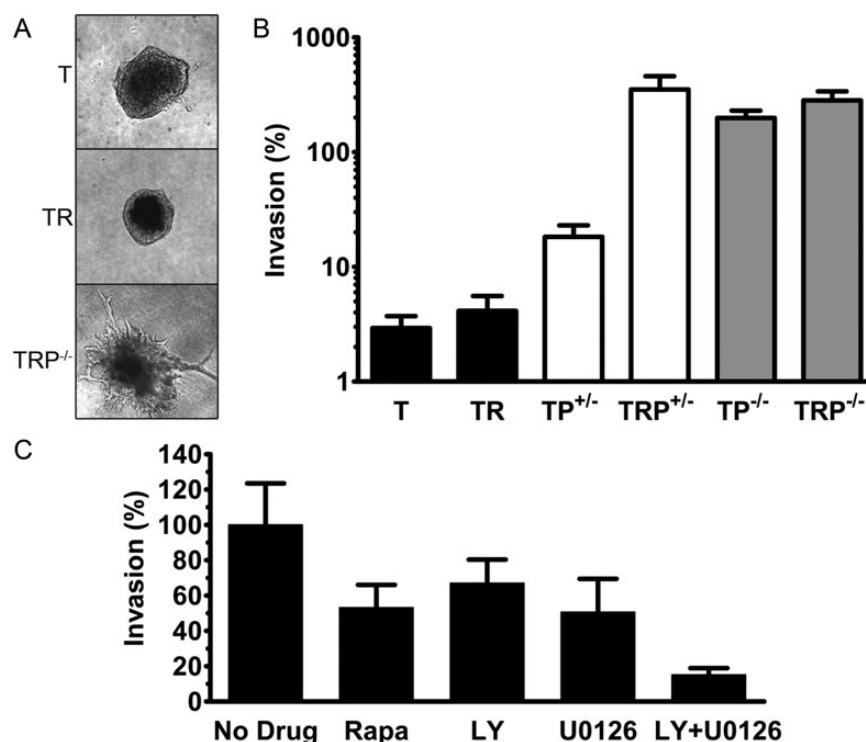 A
T
TR
TRP-/-
B
Invasion (%)
1000
100
10
1
T TR TP+/- TRP+/- TP-/- TRP-/-
C
Invasion (%)
140
120
100
80
60
40
20
0
No Drug Rapa LY U0126 LY+U0126